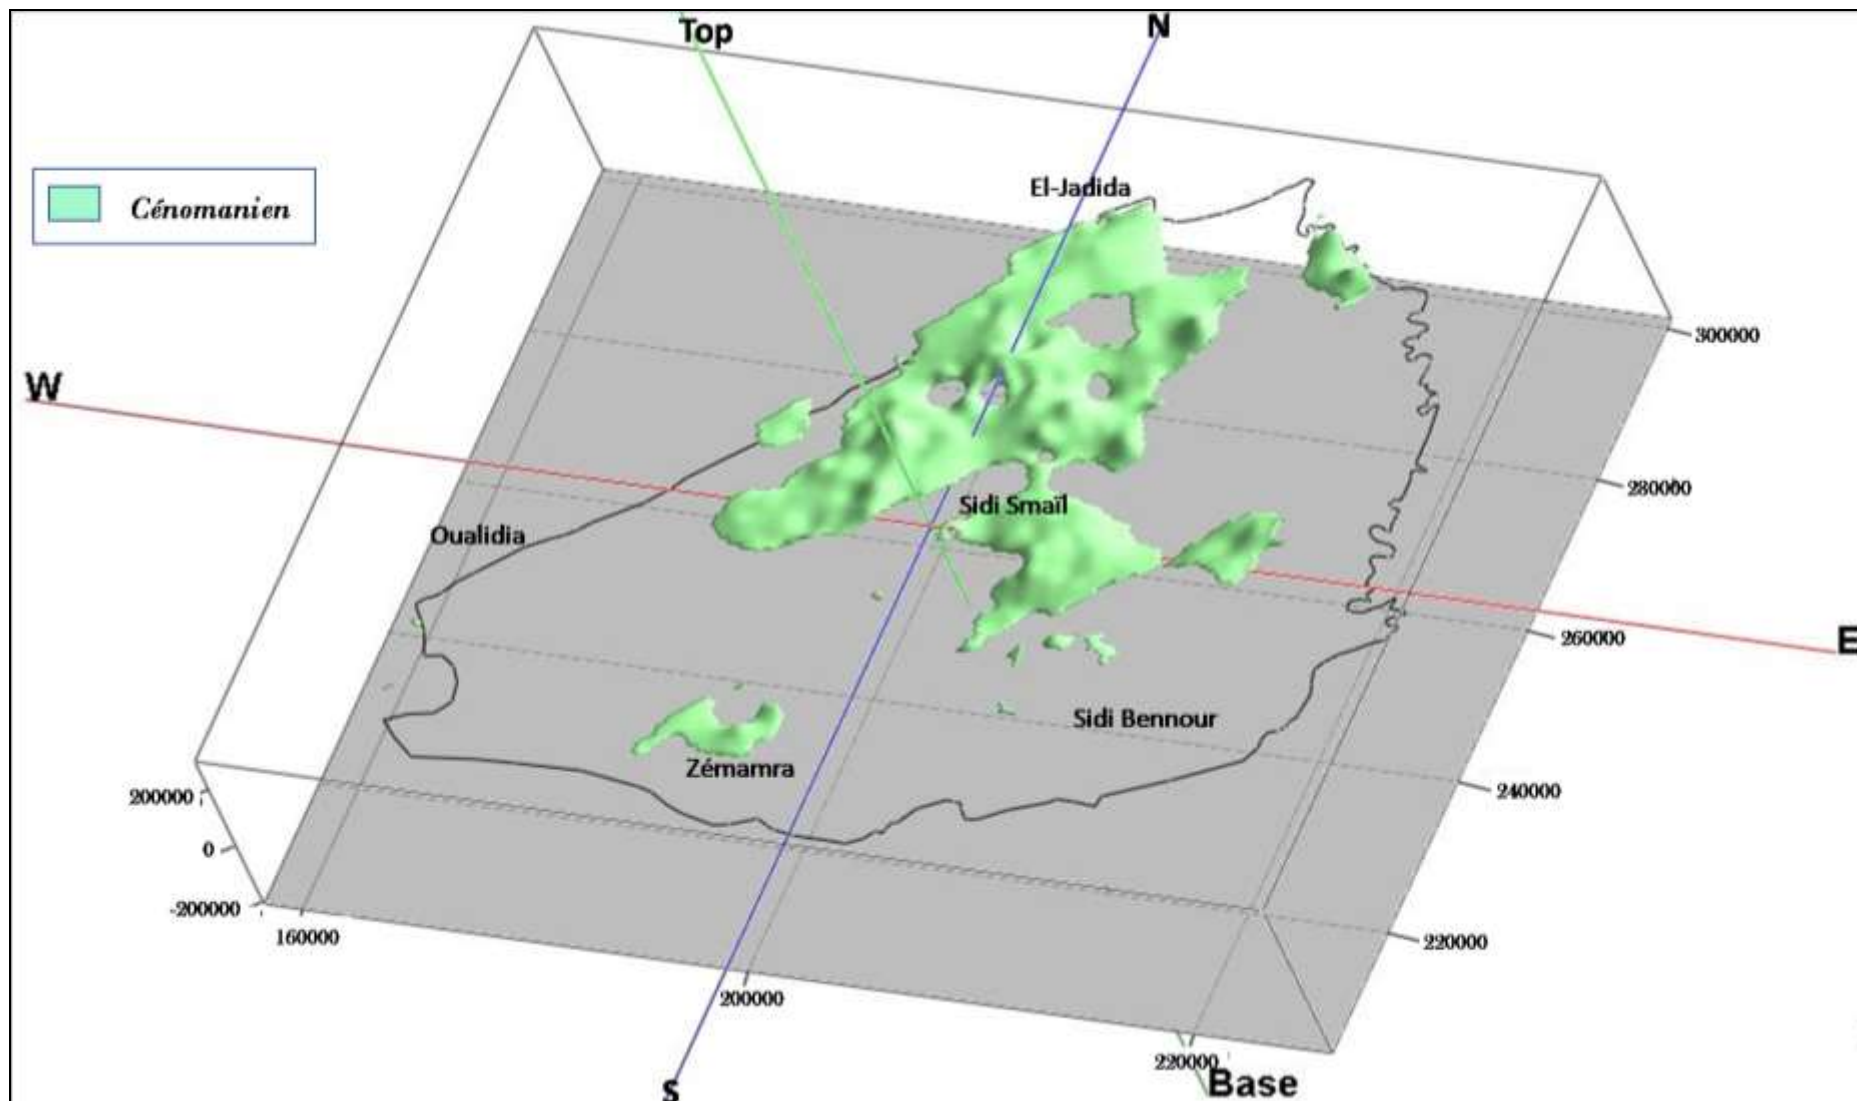 Top
N
El-Jadida
Cénomanien
300000
W
280000
Sidi Smaïl
Oualidia
260000
E
Sidi Bennour
Zémamra
240000
200000
0
-200000
160000
220000
200000
220000
S
Base